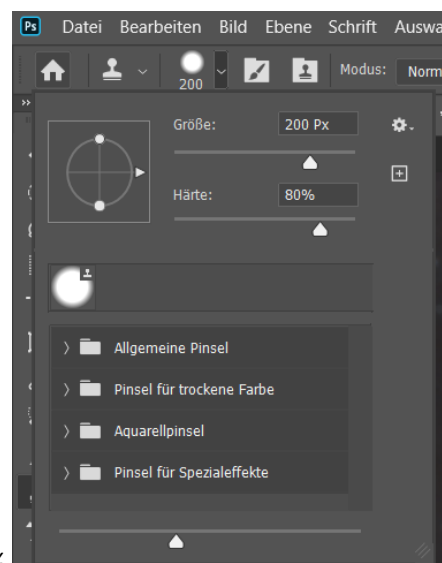 Ps Datei Bearbeiten Bild Ebene Schrift Auswa
200 Modus: Norm
Größe: 200 Px
Härte: 80%
Allgemeine Pinsel
Pinsel für trockene Farbe
Aquarellpinsel
Pinsel für Spezialeffekte